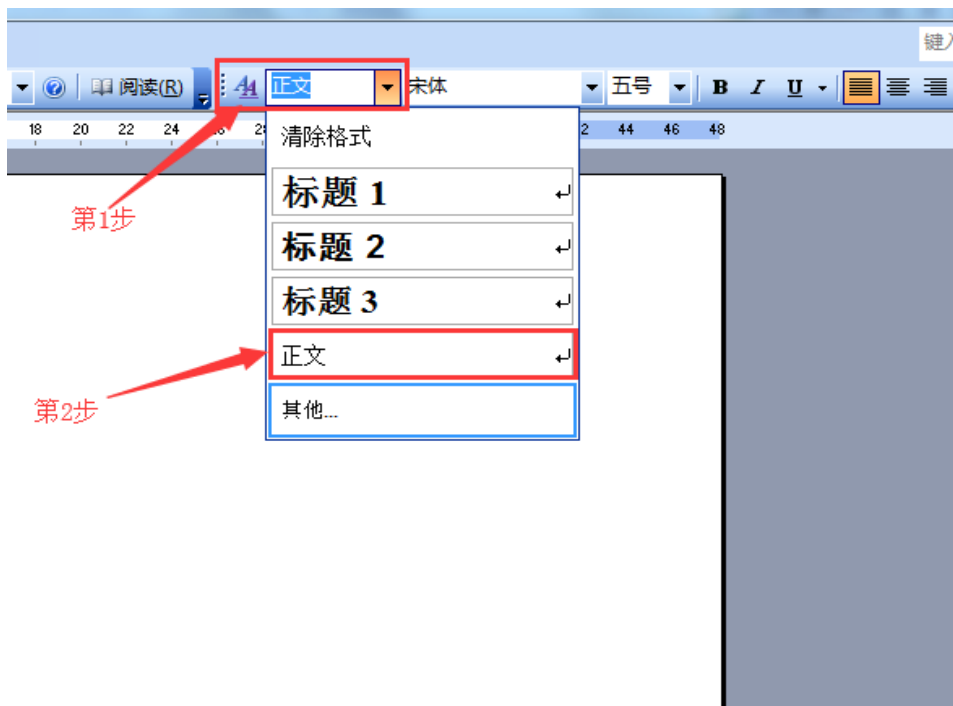 键入
阅读(R) 正文 宋体 五号 B I U
18 20 22 24 2 44 46 48
清除格式
标题 1
第1步
标题 2
标题 3
正文
第2步
其他...